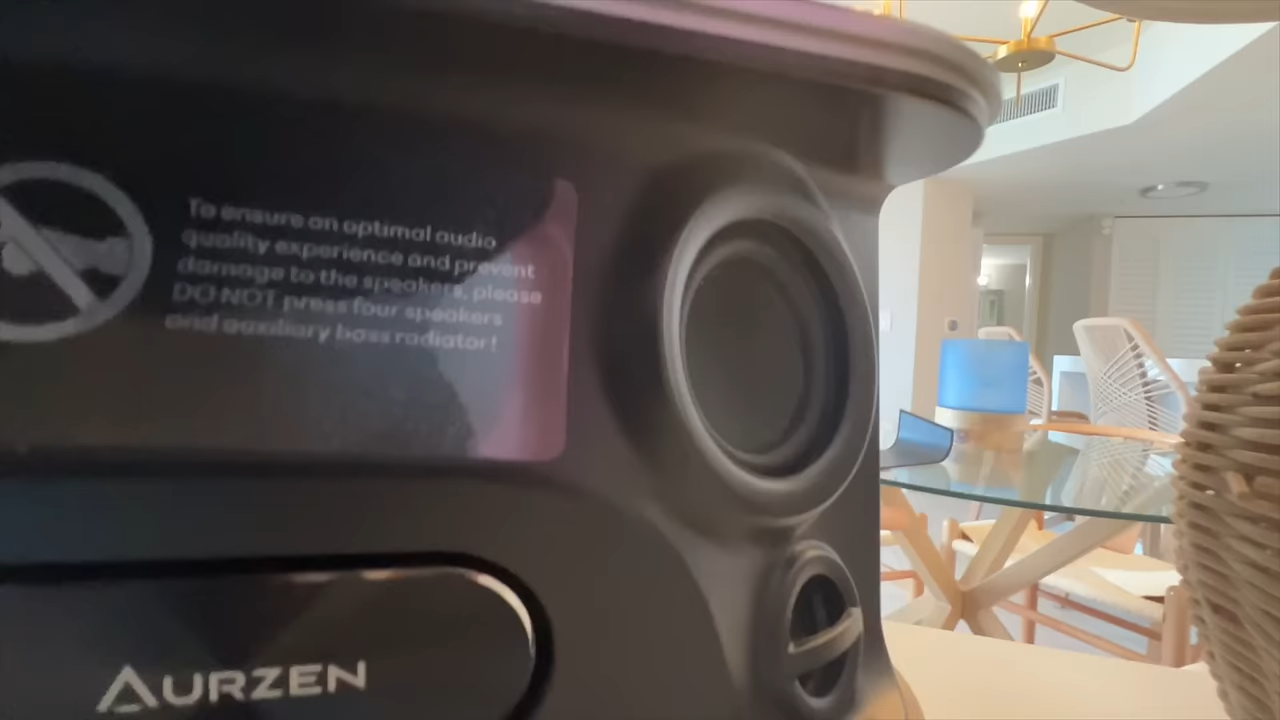 To ensure an optimal audio
quality experience and prevent
damage to the speakers, please
DO NOT press four speakers
and auxiliary bass radiator!
AURZEN